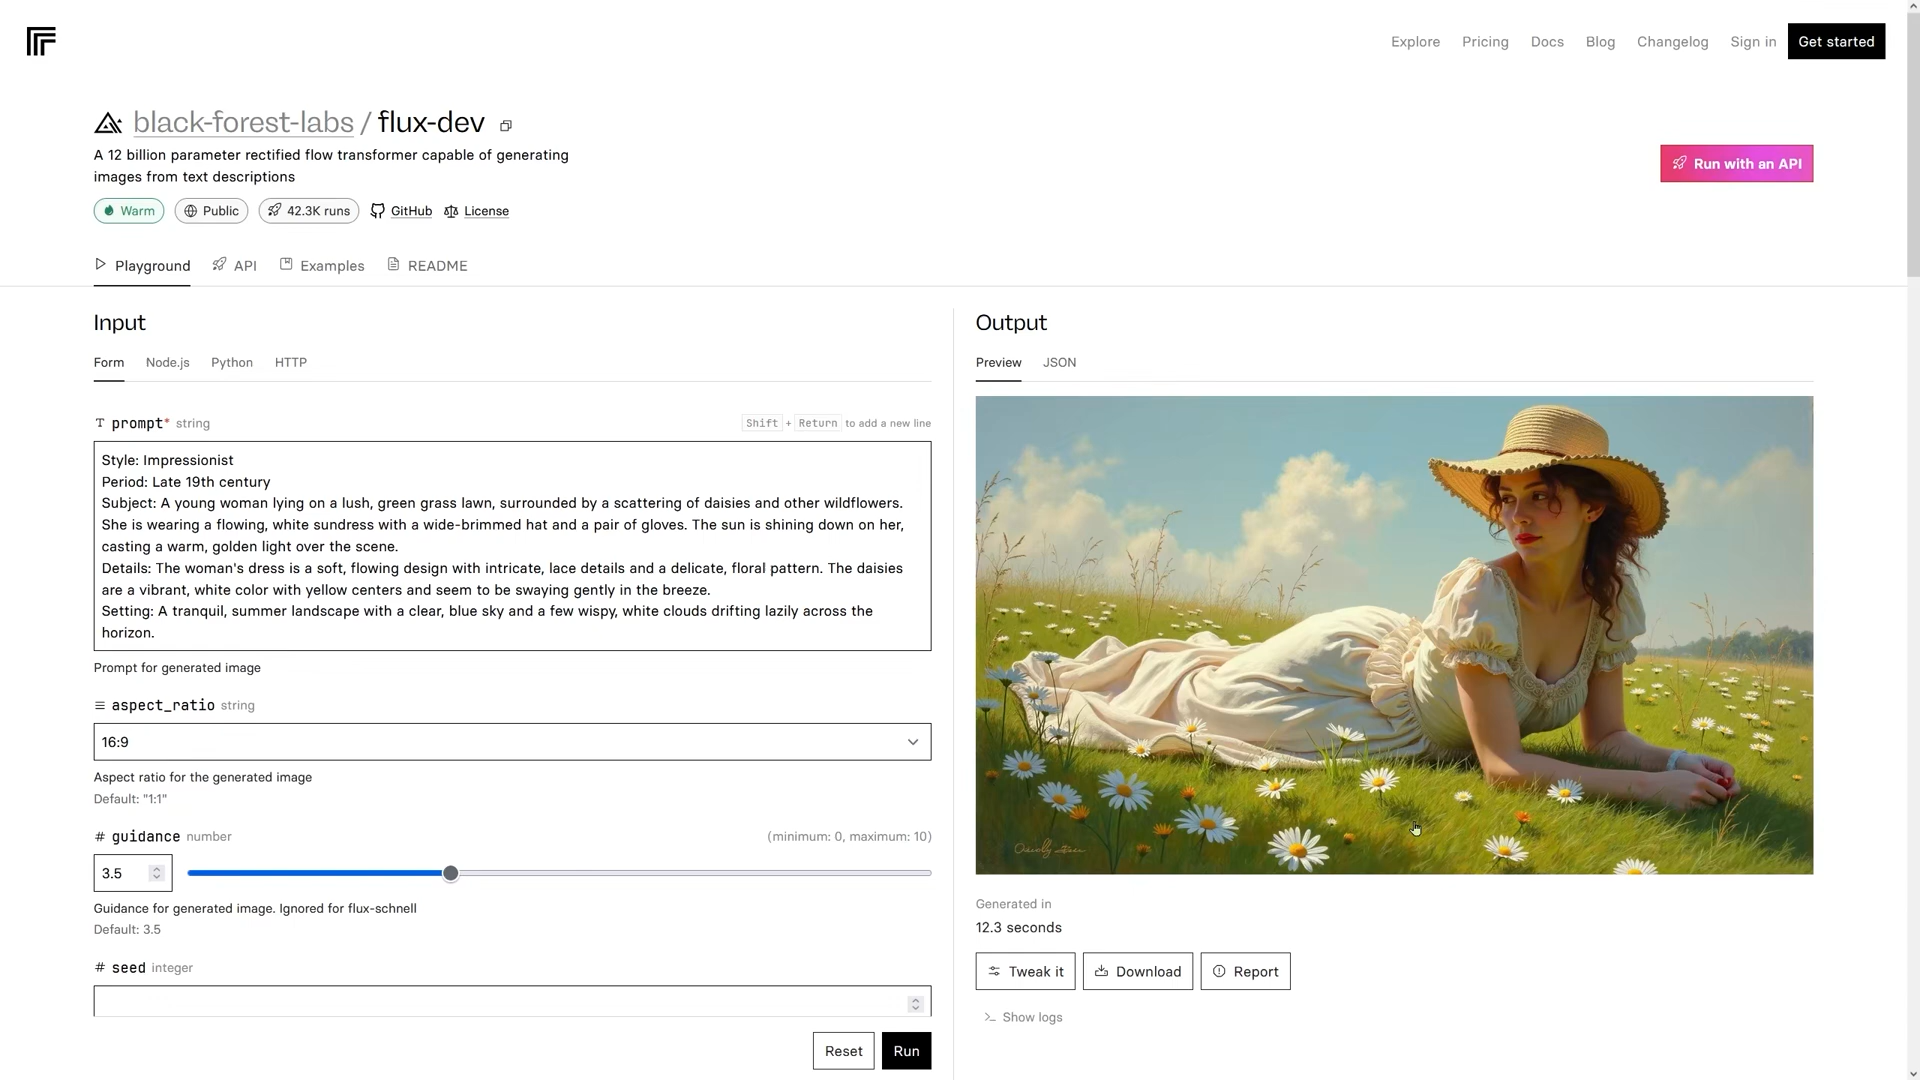 Explore Pricing Docs Blog Changelog Sign in Get started
black-forest-labs / flux-dev
A 12 billion parameter rectified flow transformer capable of generating
images from text descriptions
Run with an API
Warm Public 42.3K runs GitHub License
Playground API Examples README
Input
Form Node.js Python HTTP
prompt* string Shift + Return to add a new line
Style: Impressionist
Period: Late 19th century
Subject: A young woman lying on a lush, green grass lawn, surrounded by a scattering of daisies and other wildflowers.
She is wearing a flowing, white sundress with a wide-brimmed hat and a pair of gloves. The sun is shining down on her,
casting a warm, golden light over the scene.
Details: The woman's dress is a soft, flowing design with intricate, lace details and a delicate, floral pattern. The daisies
are a vibrant, white color with yellow centers and seem to be swaying gently in the breeze.
Setting: A tranquil, summer landscape with a clear, blue sky and a few wispy, white clouds drifting lazily across the
horizon.
Prompt for generated image
aspect_ratio string
16:9
Aspect ratio for the generated image
Default: "1:1"
# guidance number (minimum: 0, maximum: 10)
3.5
Guidance for generated image. Ignored for flux-schnell
Default: 3.5
# seed integer
Reset Run
Output
Preview JSON
Generated in
12.3 seconds
Tweak it Download Report
Show logs